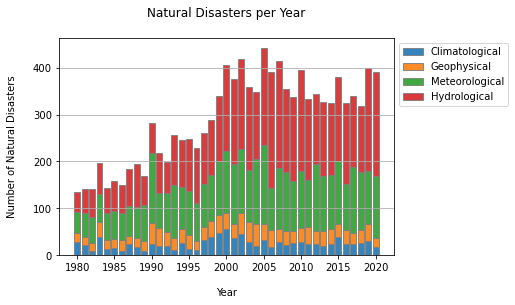 Natural Disasters per Year
Number of Natural Disasters
400
300
200
100
0
1980
1985
1990
1995
2000
2005
2010
2015
2020
Year
Climatological
Geophysical
Meteorological
Hydrological